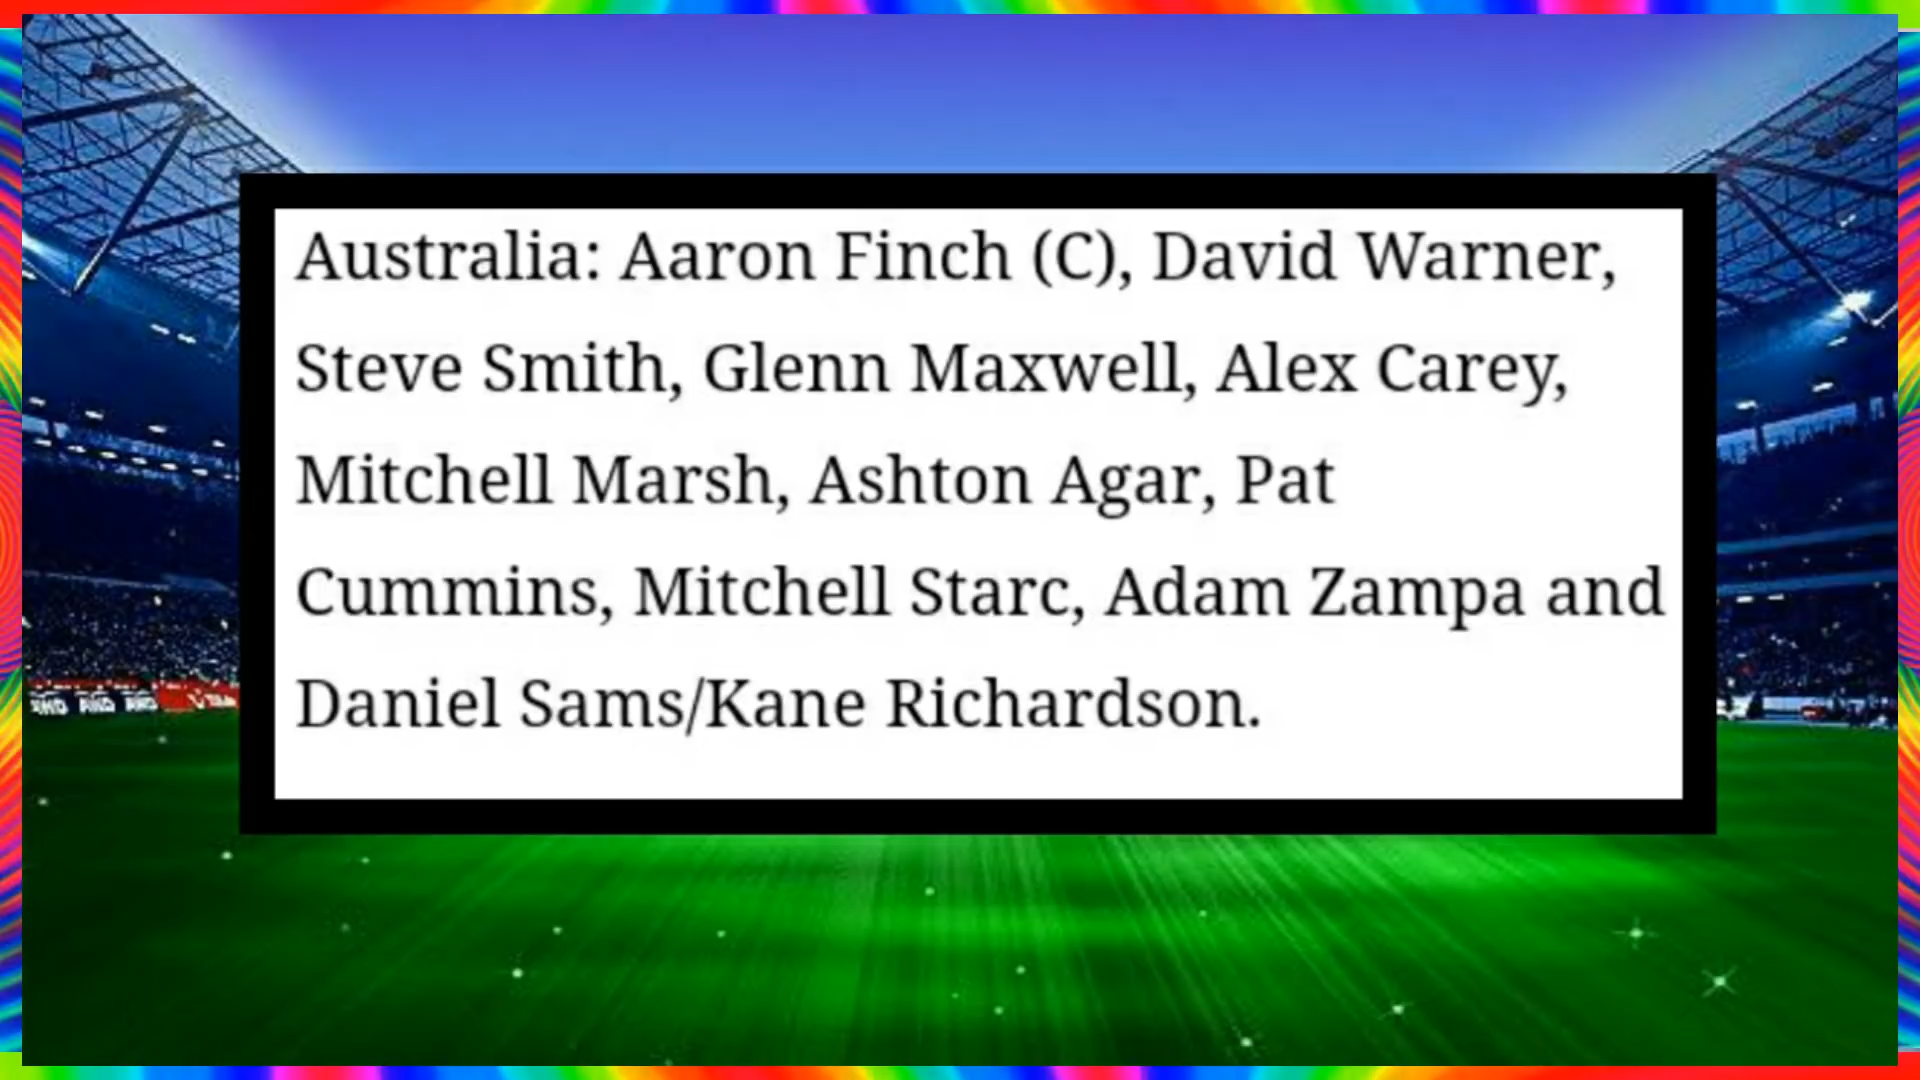 Australia: Aaron Finch (C), David Warner,
Steve Smith, Glenn Maxwell, Alex Carey,
Mitchell Marsh, Ashton Agar, Pat
Cummins, Mitchell Starc, Adam Zampa and
Daniel Sams/Kane Richardson.